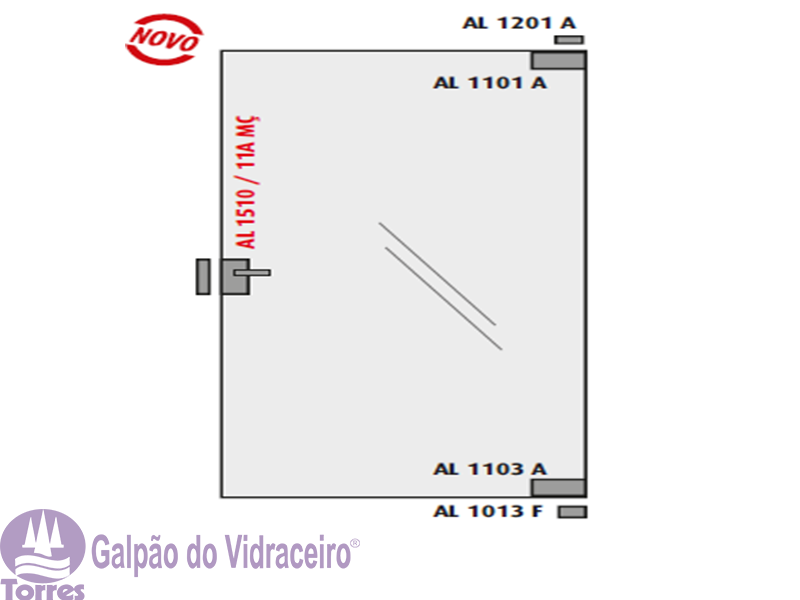 NOVO
AL 1201 A
AL 1101 A
AL 1510 / 11A MÇ
AL 1103 A
AL 1013 F
Galpão do Vidraceiro®
Torres